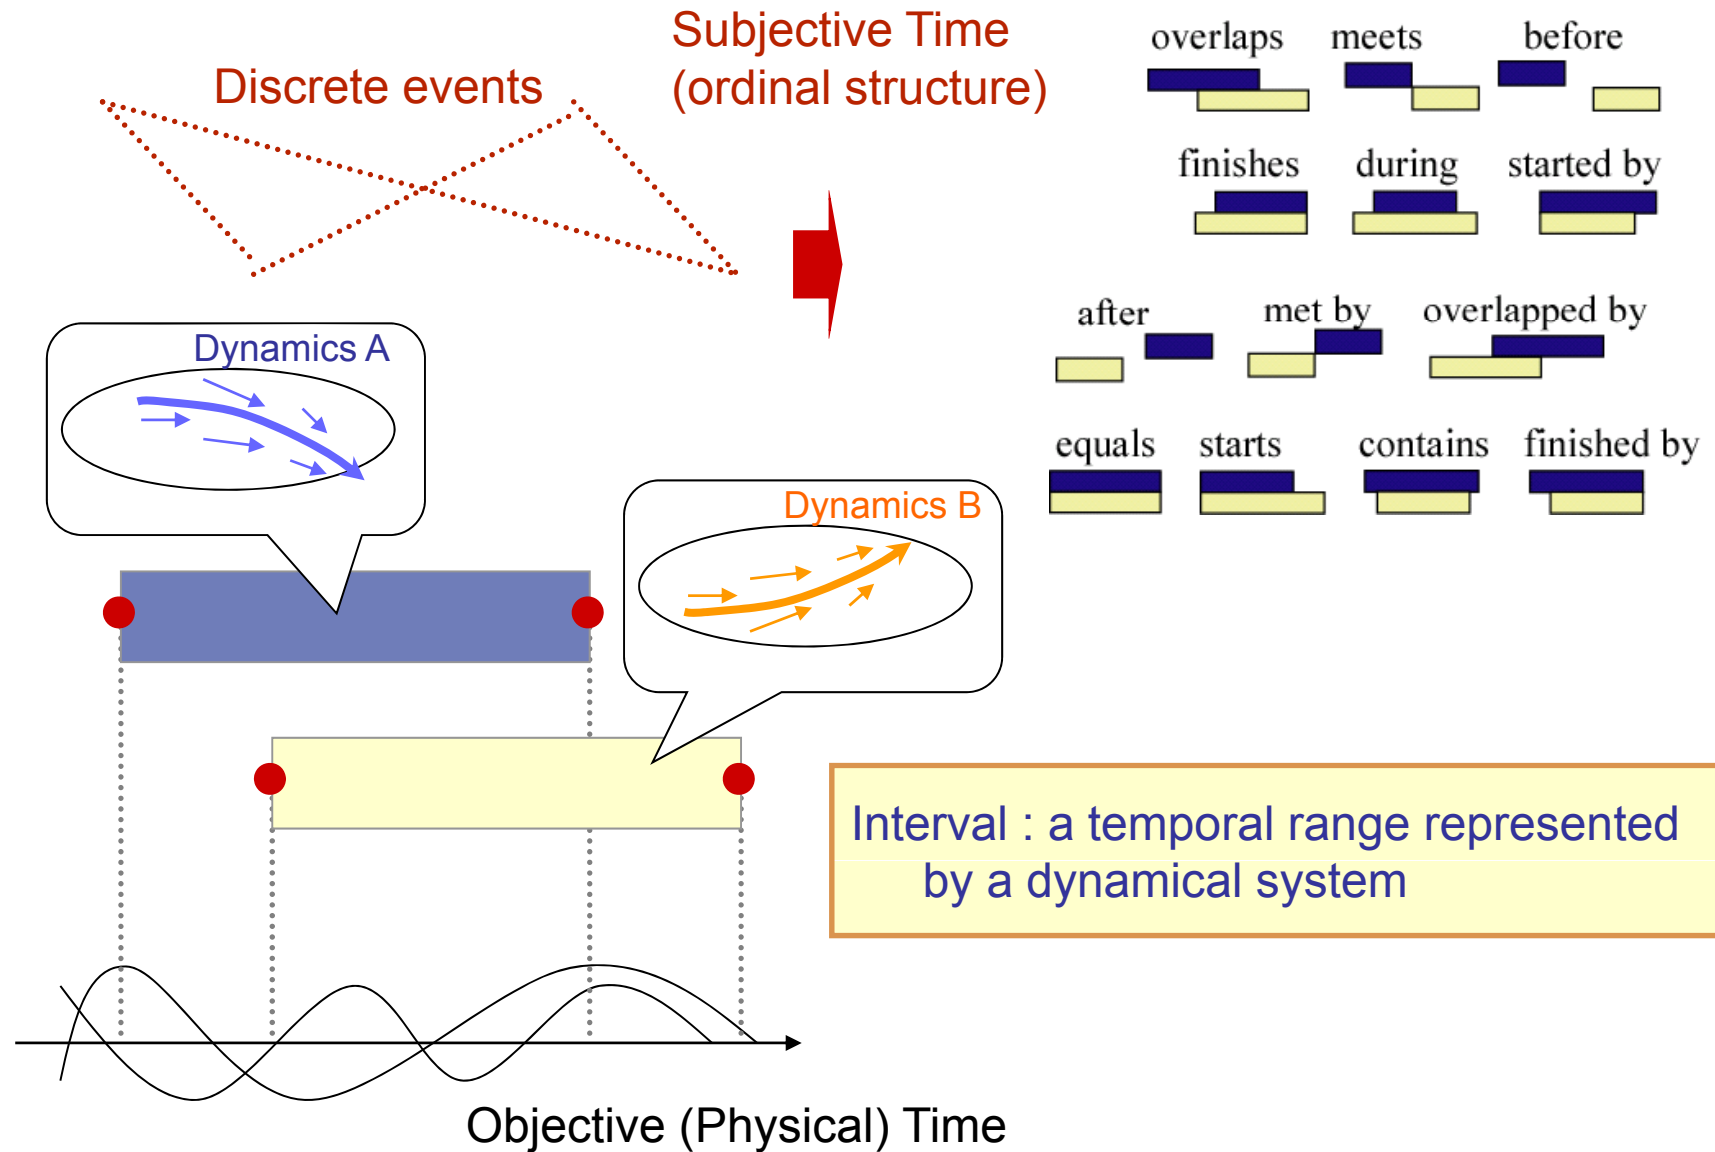 Subjective Time
(ordinal structure)
Discrete events
overlaps meets before
finishes during started by
after met by overlapped by
equals starts contains finished by
Dynamics A
Dynamics B
Interval : a temporal range represented
by a dynamical system
Objective (Physical) Time